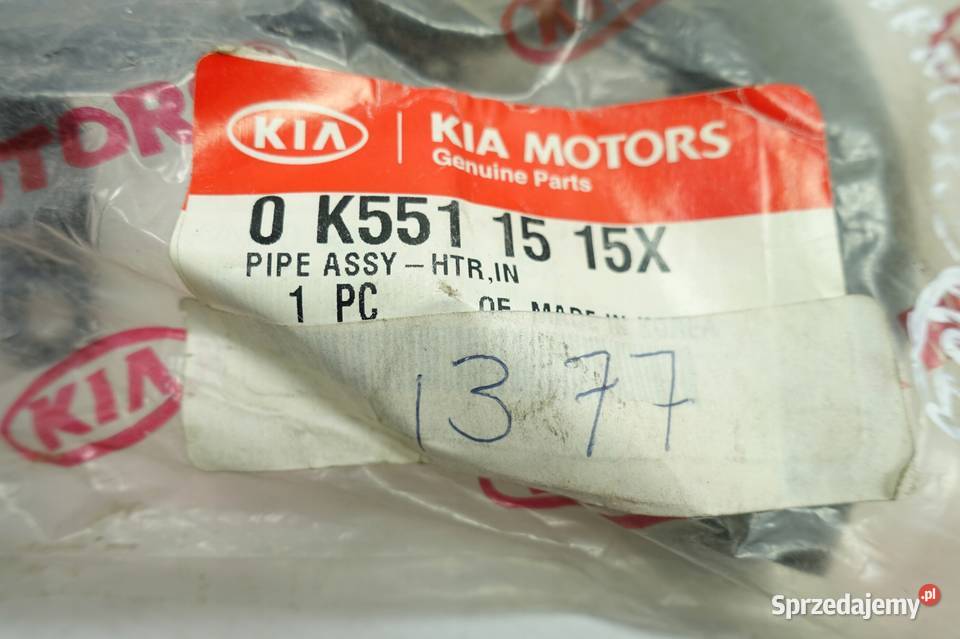 KIA
KIA MOTORS
Genuine Parts
0 K551 15 15X
PIPE ASSY-HTR,IN
1 PC
1377
KIA
Sprzedajemy.pl